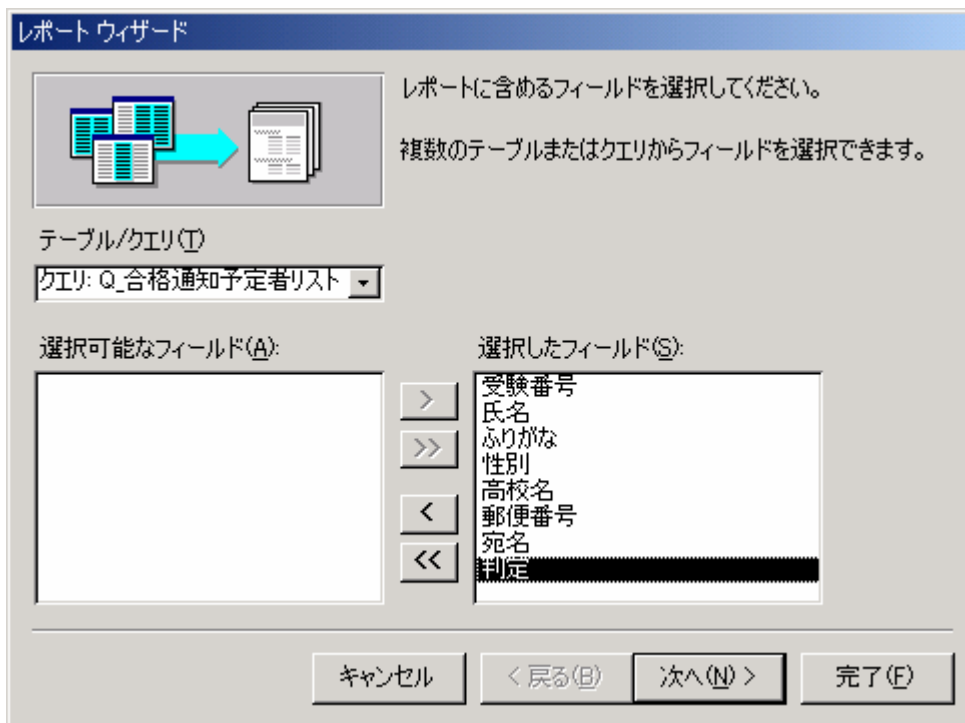 レポート ウィザード
レポートに含めるフィールドを選択してください。
複数のテーブルまたはクエリからフィールドを選択できます。
テーブル/クエリ(T)
クエリ: Q_合格通知予定者リスト
選択可能なフィールド(A):
選択したフィールド(S):
受験番号
氏名
ふりがな
性別
高校名
郵便番号
宛名
判定
>
>>
<
<<
キャンセル
< 戻る(B)
次へ(N) >
完了(F)